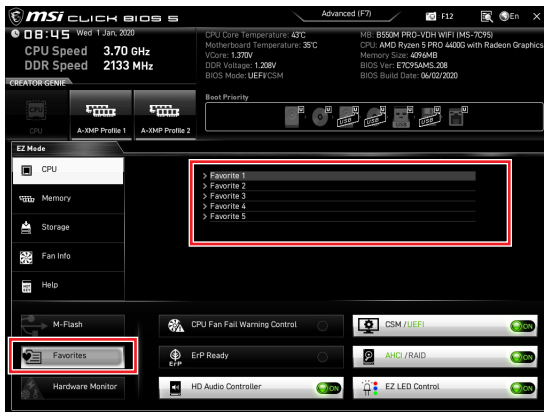 msi CLICK BIOS 5
Advanced (F7)
F12
En
X
08:45 Wed 1 Jan, 2020
CPU Speed 3.70 GHz
DDR Speed 2133 MHz
CPU Core Temperature: 43°C
Motherboard Temperature: 35°C
VCore: 1.370V
DDR Voltage: 1.208V
BIOS Mode: UEFI/CSM
MB: B550M PRO-VDH WIFI (MS-7C95)
CPU: AMD Ryzen 5 PRO 4400G with Radeon Graphics
Memory Size: 4096MB
BIOS Ver: E7C95AMS.208
BIOS Build Date: 06/02/2020
CREATOR GENIE
CPU
CPU
A-XMP Profile 1
A-XMP Profile 2
Boot Priority
U
U
USB U
USB U
USB U
USB U
U
EZ Mode
CPU
Memory
Storage
Fan Info
Help
> Favorite 1
> Favorite 2
> Favorite 3
> Favorite 4
> Favorite 5
M-Flash
Favorites
Hardware Monitor
CPU Fan Fail Warning Control
ErP ErP Ready
HD Audio Controller ON
CSM /UEFI ON
AHCI /RAID ON
EZ LED Control ON